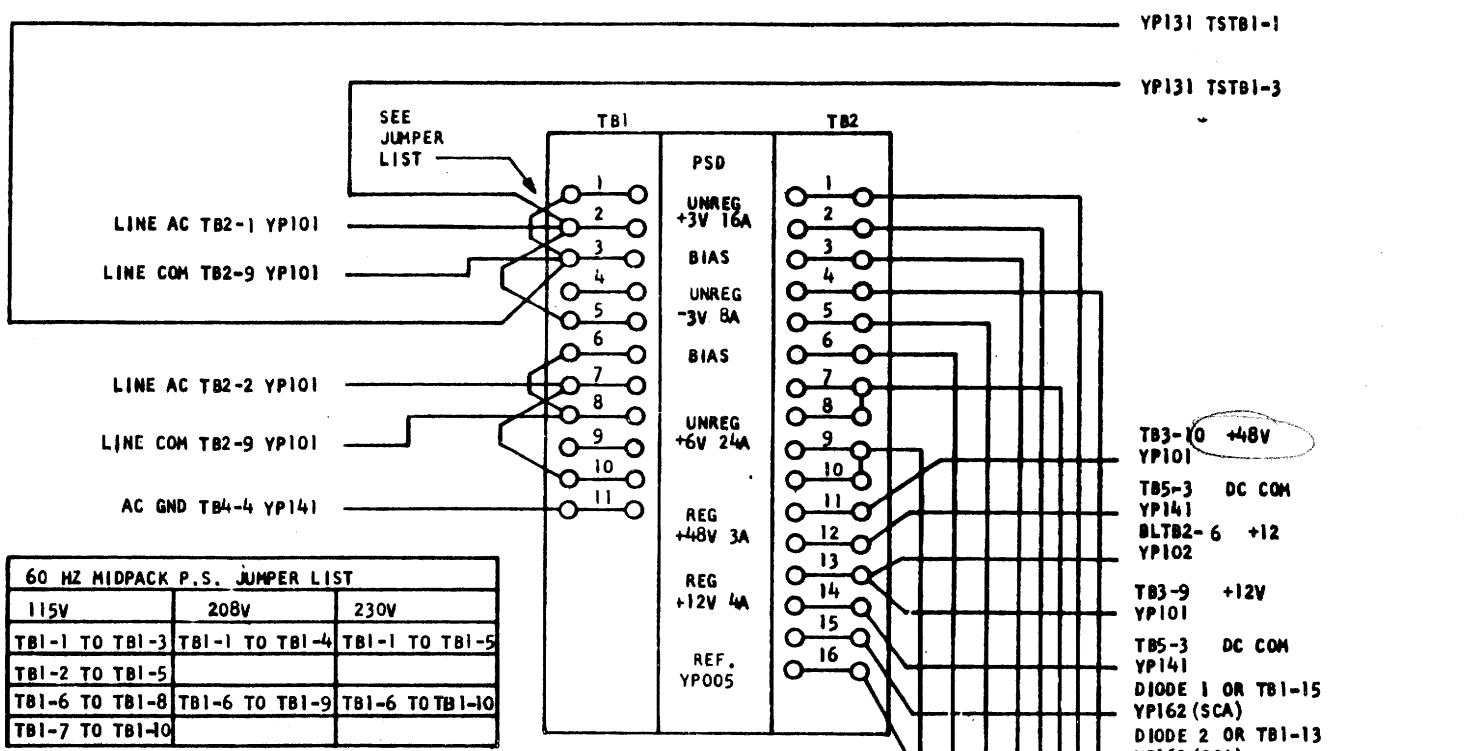 YP131 TSTB1-1
YP131 TSTB1-3
SEE
JUMPER
LIST
TB1
TB2
PSD
UNREG
+3V 16A
BIAS
UNREG
-3V 8A
BIAS
UNREG
+6V 24A
REG
+48V 3A
REG
+12V 4A
REF.
YP005
1
2
3
4
5
6
7
8
9
10
11
1
2
3
4
5
6
7
8
9
10
11
12
13
14
15
16
LINE AC TB2-1 YP101
LINE COM TB2-9 YP101
LINE AC TB2-2 YP101
LINE COM TB2-9 YP101
AC GND TB4-4 YP141
TB3-10 +48V
YP101
TB5-3 DC COM
YP141
BLTB2-6 +12
YP102
TB3-9 +12V
YP101
TB5-3 DC COM
YP141
DIODE 1 OR TB1-15
YP162(SCA)
DIODE 2 OR TB1-13
60 HZ MIDPACK P.S. JUMPER LIST
115V 208V 230V
TB1-1 TO TB1-3 TB1-1 TO TB1-4 TB1-1 TO TB1-5
TB1-2 TO TB1-5
TB1-6 TO TB1-8 TB1-6 TO TB1-9 TB1-6 TO TB1-10
TB1-7 TO TB1-10